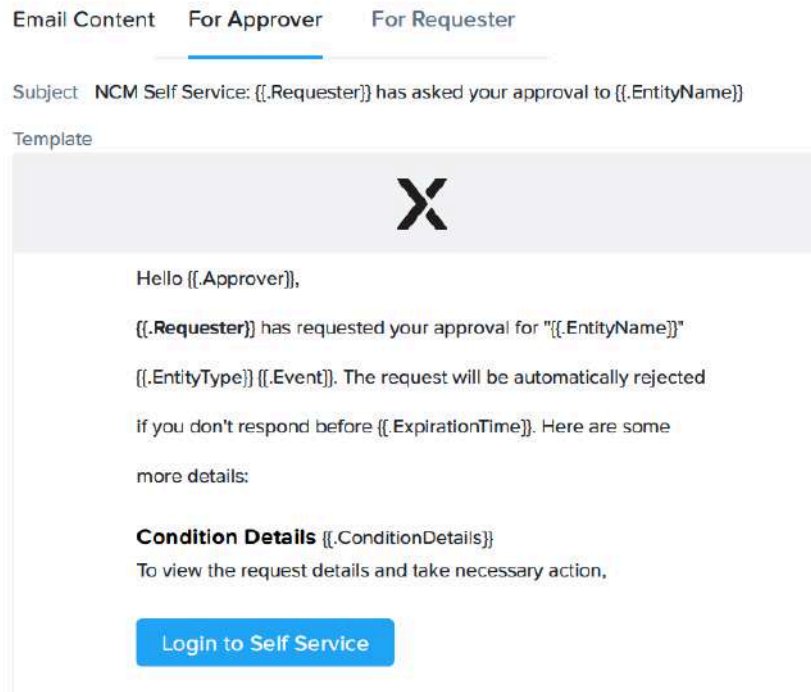 Email Content For Approver For Requester
Subject NCM Self Service: {{.Requester}} has asked your approval to {{.EntityName}}
Template
Hello {{.Approver}},
{{.Requester}} has requested your approval for "{{.EntityName}}"
{{.EntityType}} {{.Event}}. The request will be automatically rejected
if you don't respond before {{.ExpirationTime}}. Here are some
more details:
Condition Details {{.ConditionDetails}}
To view the request details and take necessary action,
Login to Self Service